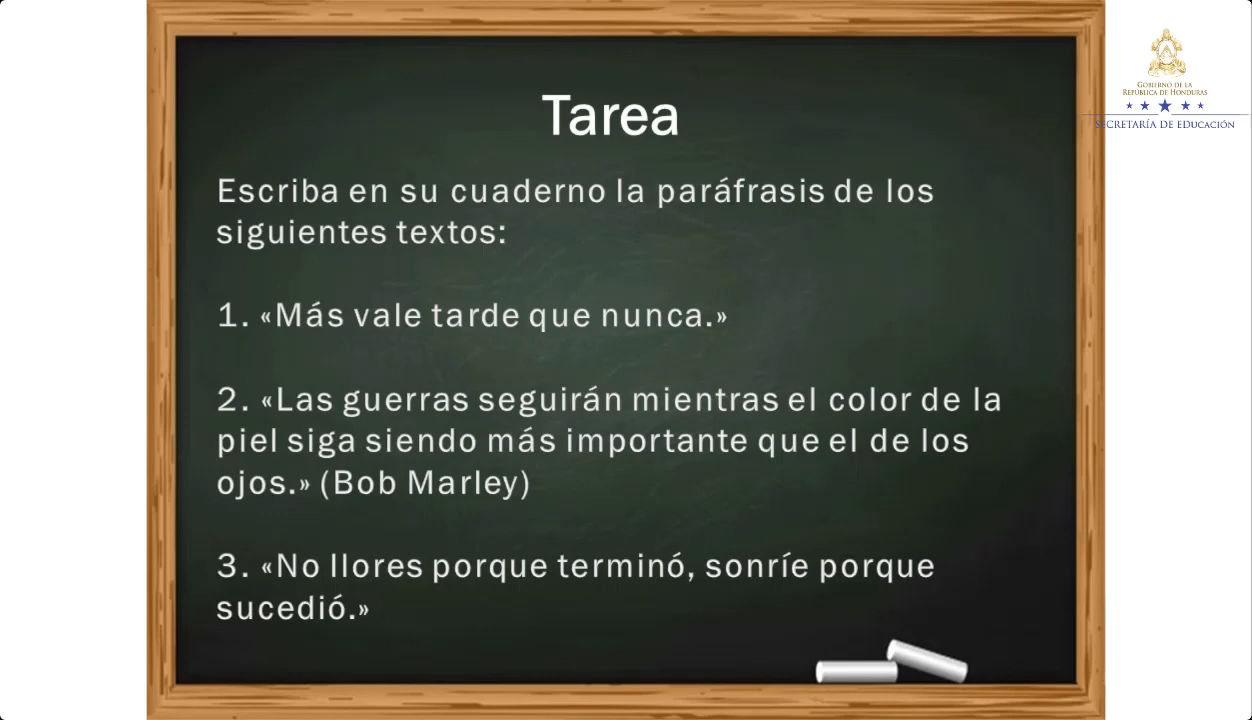 Tarea
Escriba en su cuaderno la paráfrasis de los
siguientes textos:
1. «Más vale tarde que nunca.»
2. «Las guerras seguirán mientras el color de la
piel siga siendo más importante que el de los
ojos.» (Bob Marley)
3. «No llores porque terminó, sonríe porque
sucedió.»
GOBIERNO DE LA
REPÚBLICA DE HONDURAS
SECRETARÍA DE EDUCACIÓN